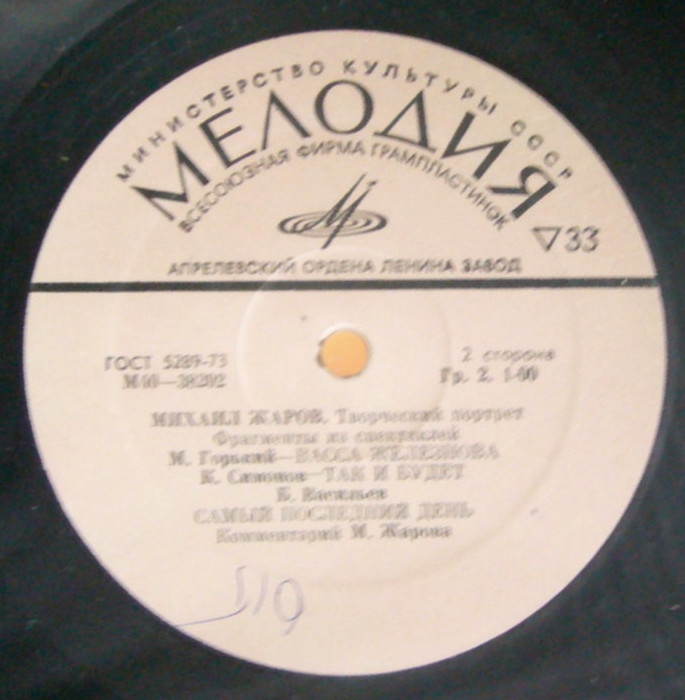 МИНИСТЕРСТВО КУЛЬТУРЫ СССР
МЕЛОДИЯ
ВСЕСОЮЗНАЯ ФИРМА ГРАМПЛАСТИНОК
33
АПРЕЛЕВСКИЙ ОРДЕНА ЛЕНИНА ЗАВОД
ГОСТ 5289-73
2 сторона
М40—38202
Гр. 2. 1-00
МИХАИЛ ЖАРОВ. Творческий портрет
Фрагменты из спектаклей
М. Горький—ВАССА ЖЕЛЕЗНОВА
К. Симонов—ТАК И БУДЕТ
Б. Васильев
САМЫЙ ПОСЛЕДНИЙ ДЕНЬ
Комментарий М. Жарова